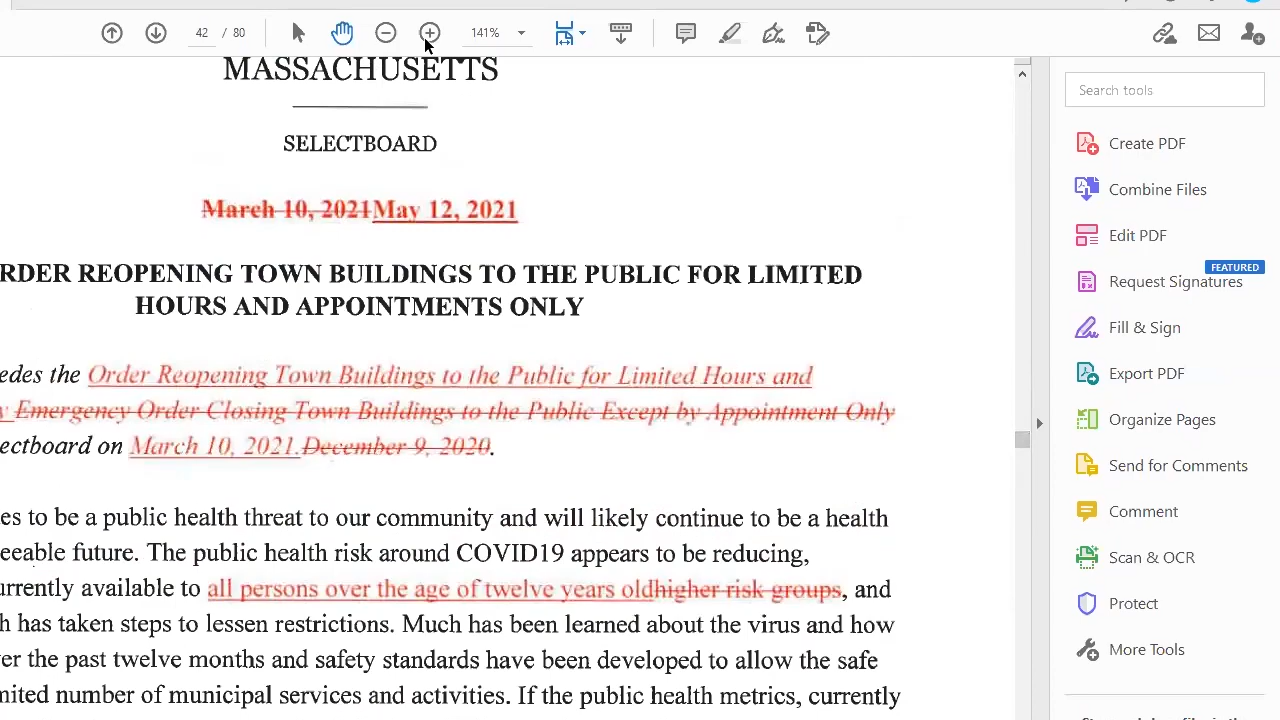 42 / 80
141%
MASSACHUSETTS
SELECTBOARD
March 10, 2021May 12, 2021
RDER REOPENING TOWN BUILDINGS TO THE PUBLIC FOR LIMITED
HOURS AND APPOINTMENTS ONLY
edes the Order Reopening Town Buildings to the Public for Limited Hours and
y Emergency Order Closing Town Buildings to the Public Except by Appointment Only
ectboard on March 10, 2021.December 9, 2020.
es to be a public health threat to our community and will likely continue to be a health
eeable future. The public health risk around COVID19 appears to be reducing,
urrently available to all persons over the age of twelve years oldhigher risk groups, and
h has taken steps to lessen restrictions. Much has been learned about the virus and how
er the past twelve months and safety standards have been developed to allow the safe
mited number of municipal services and activities. If the public health metrics, currently
Search tools
Create PDF
Combine Files
Edit PDF
FEATURED
Request Signatures
Fill & Sign
Export PDF
Organize Pages
Send for Comments
Comment
Scan & OCR
Protect
More Tools